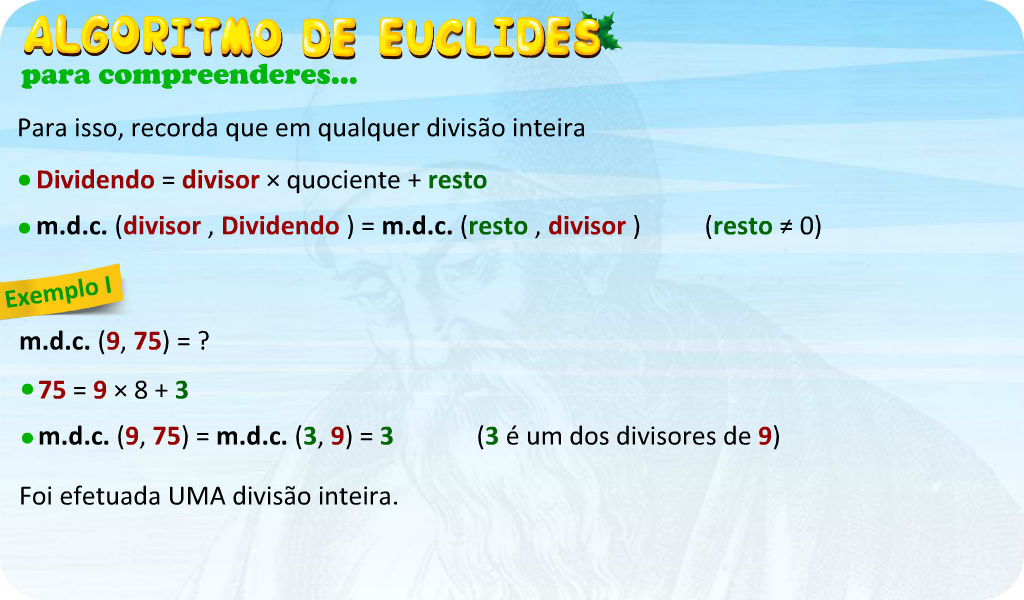 ALGORITMO DE EUCLIDES
para compreenderes...
Para isso, recorda que em qualquer divisão inteira
• Dividendo = divisor × quociente + resto
• m.d.c. (divisor , Dividendo ) = m.d.c. (resto , divisor ) (resto ≠ 0)
Exemplo I
m.d.c. (9, 75) = ?
• 75 = 9 × 8 + 3
• m.d.c. (9, 75) = m.d.c. (3, 9) = 3 (3 é um dos divisores de 9)
Foi efetuada UMA divisão inteira.